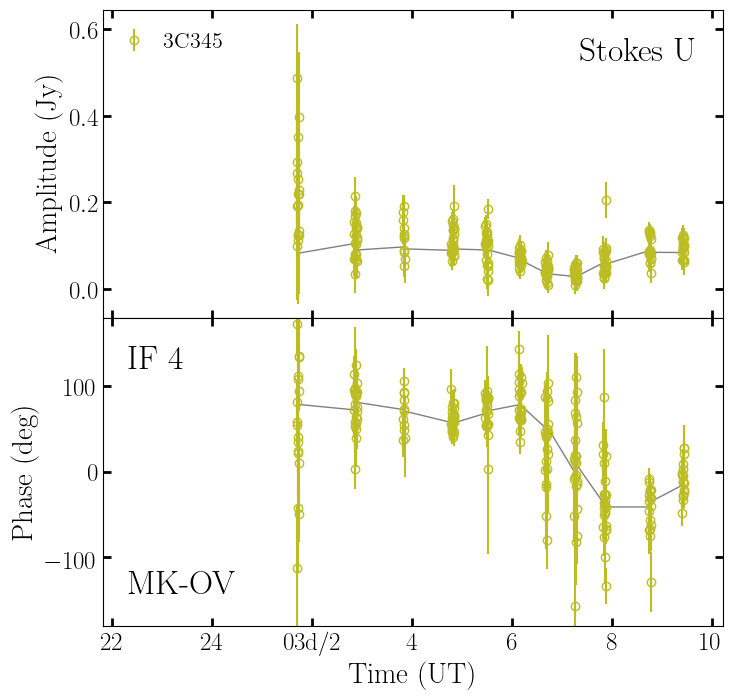 3C345
Stokes U
Amplitude (Jy)
0.6
0.4
0.2
0.0
IF 4
MK-OV
Phase (deg)
100
0
−100
22 24 03d/2 4 6 8 10
Time (UT)